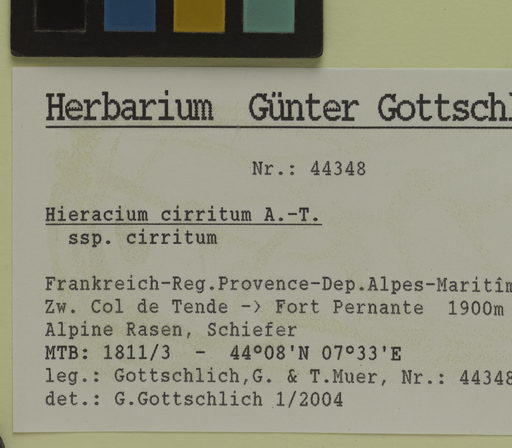 Herbarium Günter Gottschl
Nr.: 44348
Hieracium cirritum A.-T.
ssp. cirritum
Frankreich-Reg.Provence-Dep.Alpes-Maritîm
Zw. Col de Tende -> Fort Pernante 1900m
Alpine Rasen, Schiefer
MTB: 1811/3 - 44°08'N 07°33'E
leg.: Gottschlich,G. & T.Muer, Nr.: 44348
det.: G.Gottschlich 1/2004